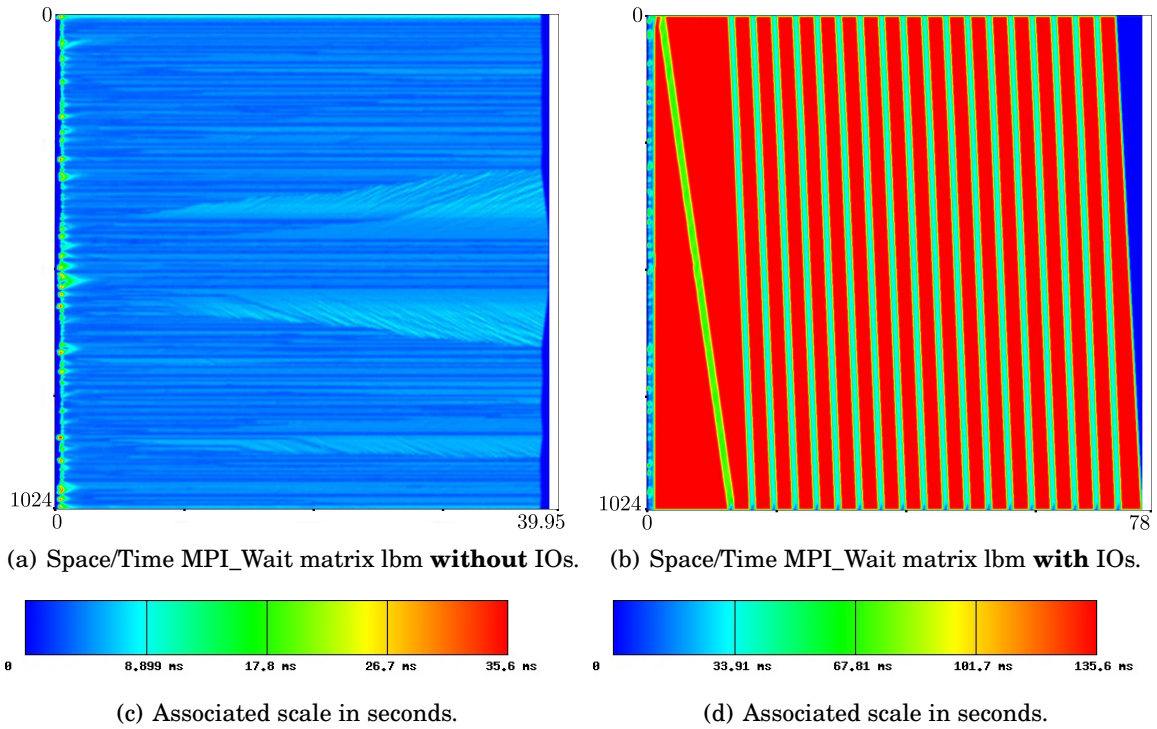 0
1024
0 39.95
0
1024
0 78
(a) Space/Time MPI_Wait matrix lbm without IOs.
(b) Space/Time MPI_Wait matrix lbm with IOs.
0 8.899 ms 17.8 ms 26.7 ms 35.6 ms
0 33.91 ms 67.81 ms 101.7 ms 135.6 ms
(c) Associated scale in seconds.
(d) Associated scale in seconds.